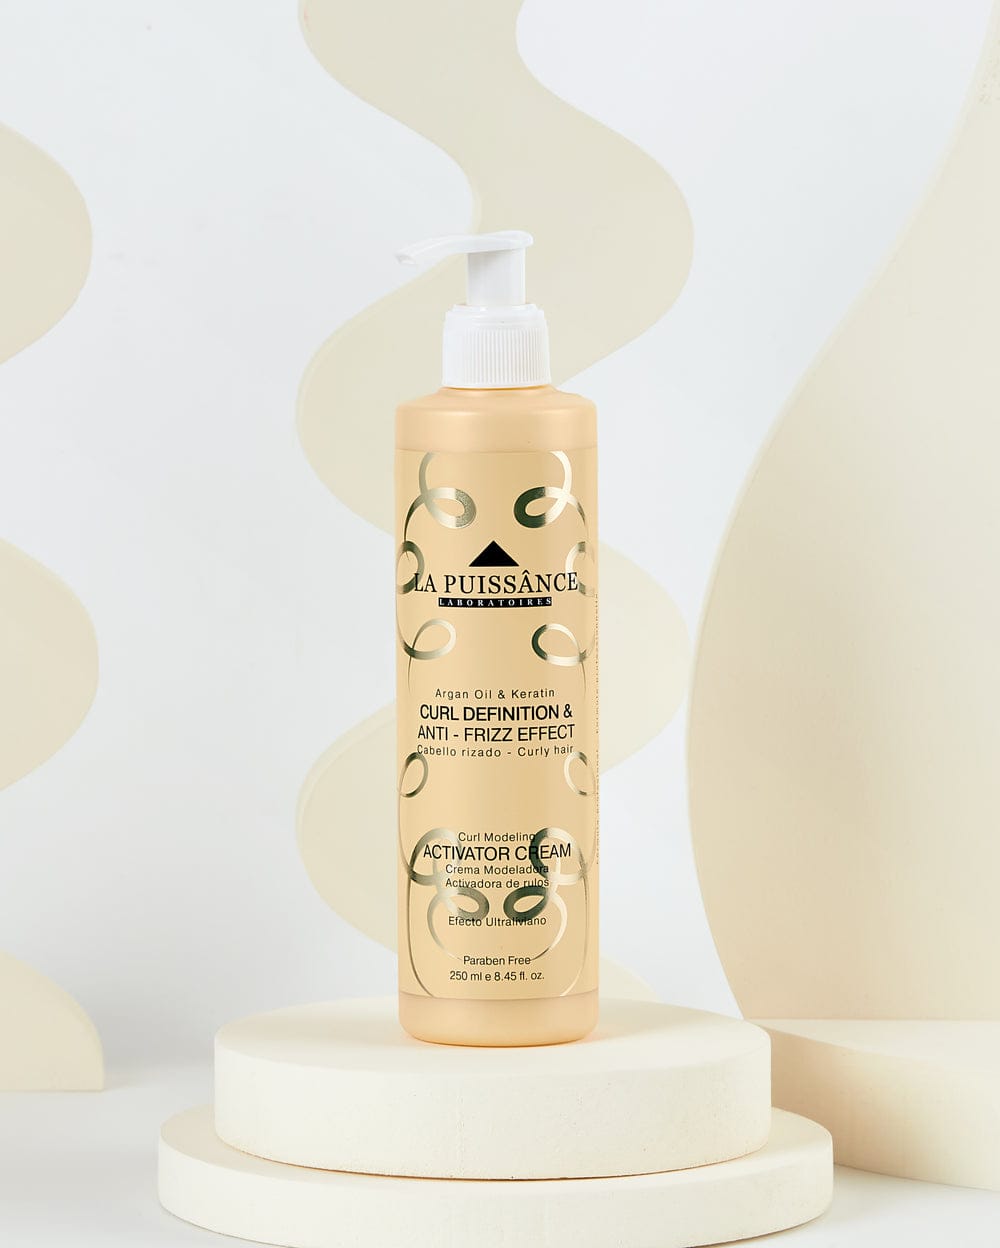 LA PUISSÂNCE
LABORATOIRES
Argan Oil & Keratin
CURL DEFINITION &
ANTI - FRIZZ EFFECT
Cabello rizado - Curly hair
Curl Modeling
ACTIVATOR CREAM
Crema Modeladora
Activadora de rulos
Efecto Ultraliviano
Paraben Free
250 ml e 8.45 fl. oz.